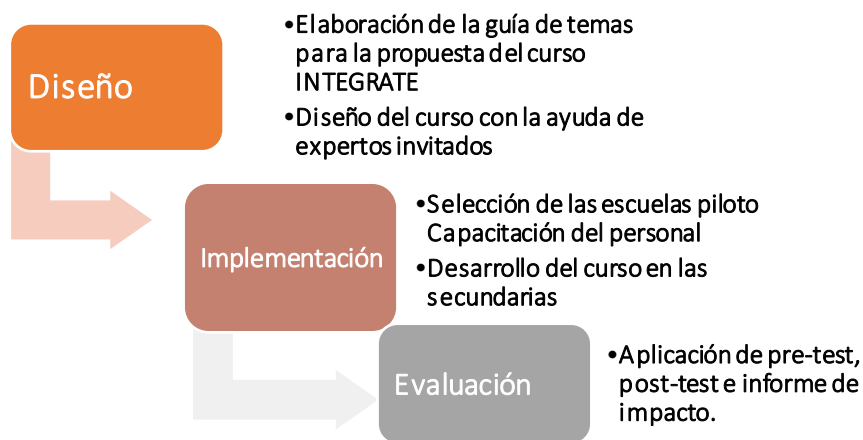 •Elaboración de la guía de temas
para la propuesta del curso
INTEGRATE
Diseño
•Diseño del curso con la ayuda de
expertos invitados
•Selección de las escuelas piloto
Capacitación del personal
Implementación
•Desarrollo del curso en las
secundarias
•Aplicación de pre-test,
post-test e informe de
impacto.
Evaluación